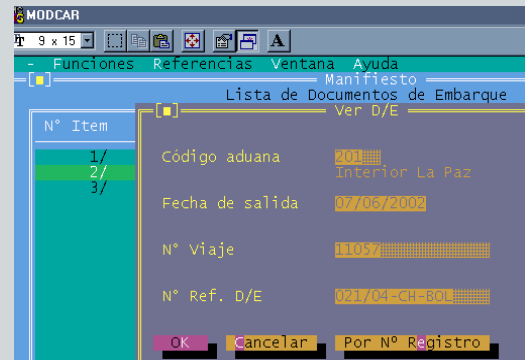 MODCAR
9 x 15
A
- Funciones Referencias Ventana Ayuda
Manifiesto
Lista de Documentos de Embarque
Ver D/E
N° Item
1/
2/
3/
Código aduana 201
Interior La Paz
Fecha de salida 07/06/2002
N° Viaje 11057
N° Ref. D/E 021/04-CH-BOL
OK Cancelar Por Nº Registro